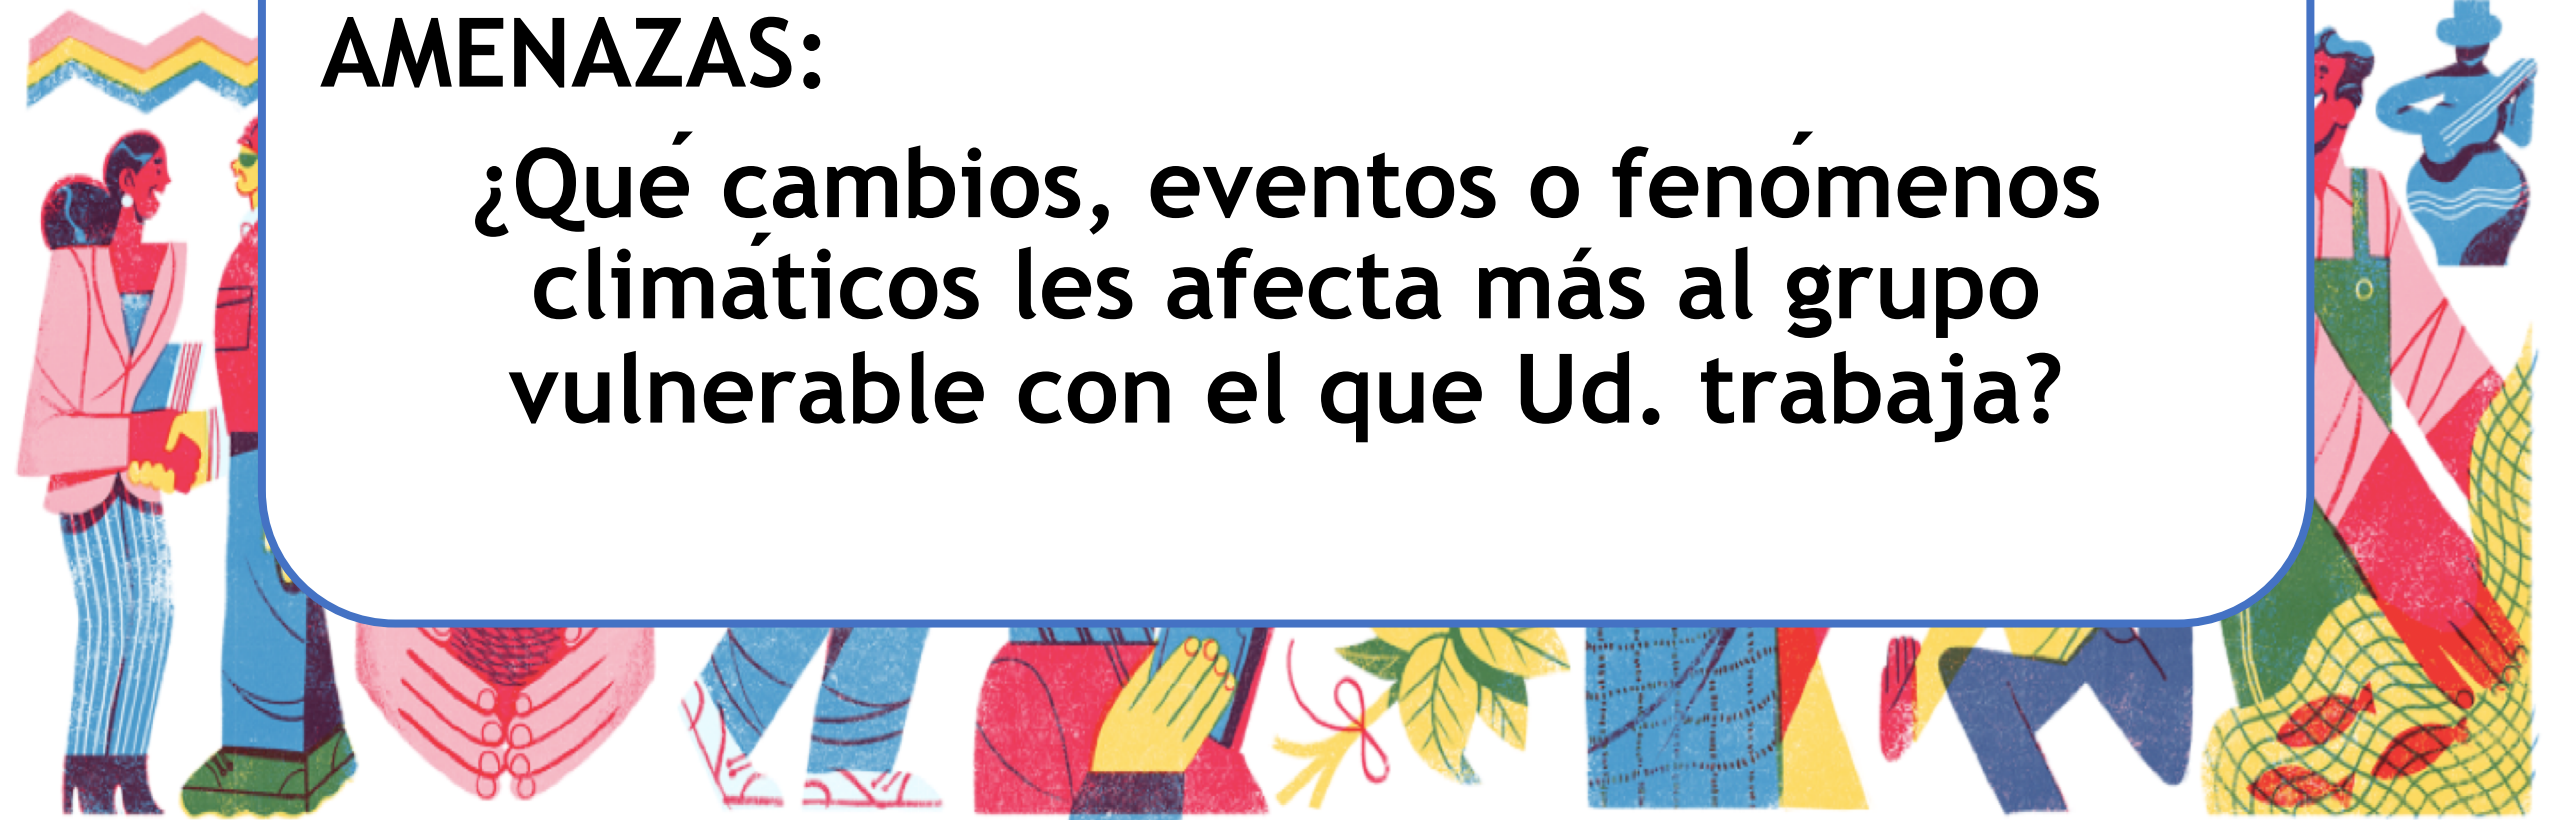 AMENAZAS:
¿Qué cambios, eventos o fenómenos
climáticos les afecta más al grupo
vulnerable con el que Ud. trabaja?